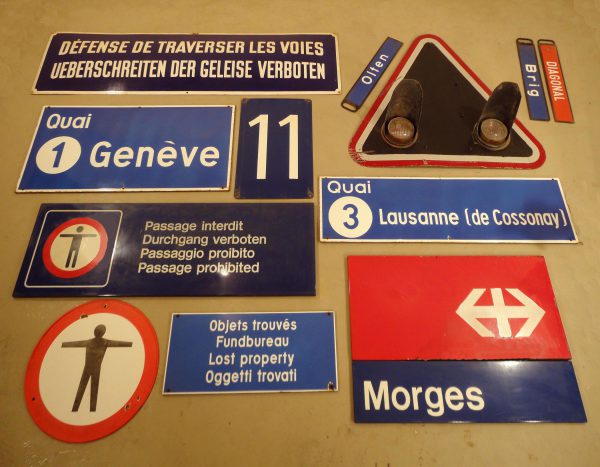 DÉFENSE DE TRAVERSER LES VOIES
UEBERSCHREITEN DER GELEISE VERBOTEN
Olten
Brig
DIAGONAL
Quai
1 Genève
11
Quai
3 Lausanne (de Cossonay)
Passage interdit
Durchgang verboten
Passaggio proibito
Passage prohibited
Objets trouvés
Fundbureau
Lost property
Oggetti trovati
Morges